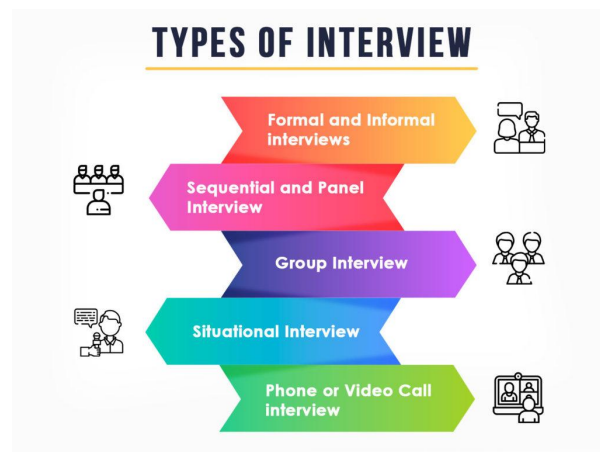 TYPES OF INTERVIEW
Formal and Informal
interviews
Sequential and Panel
Interview
Group Interview
Situational Interview
Phone or Video Call
interview